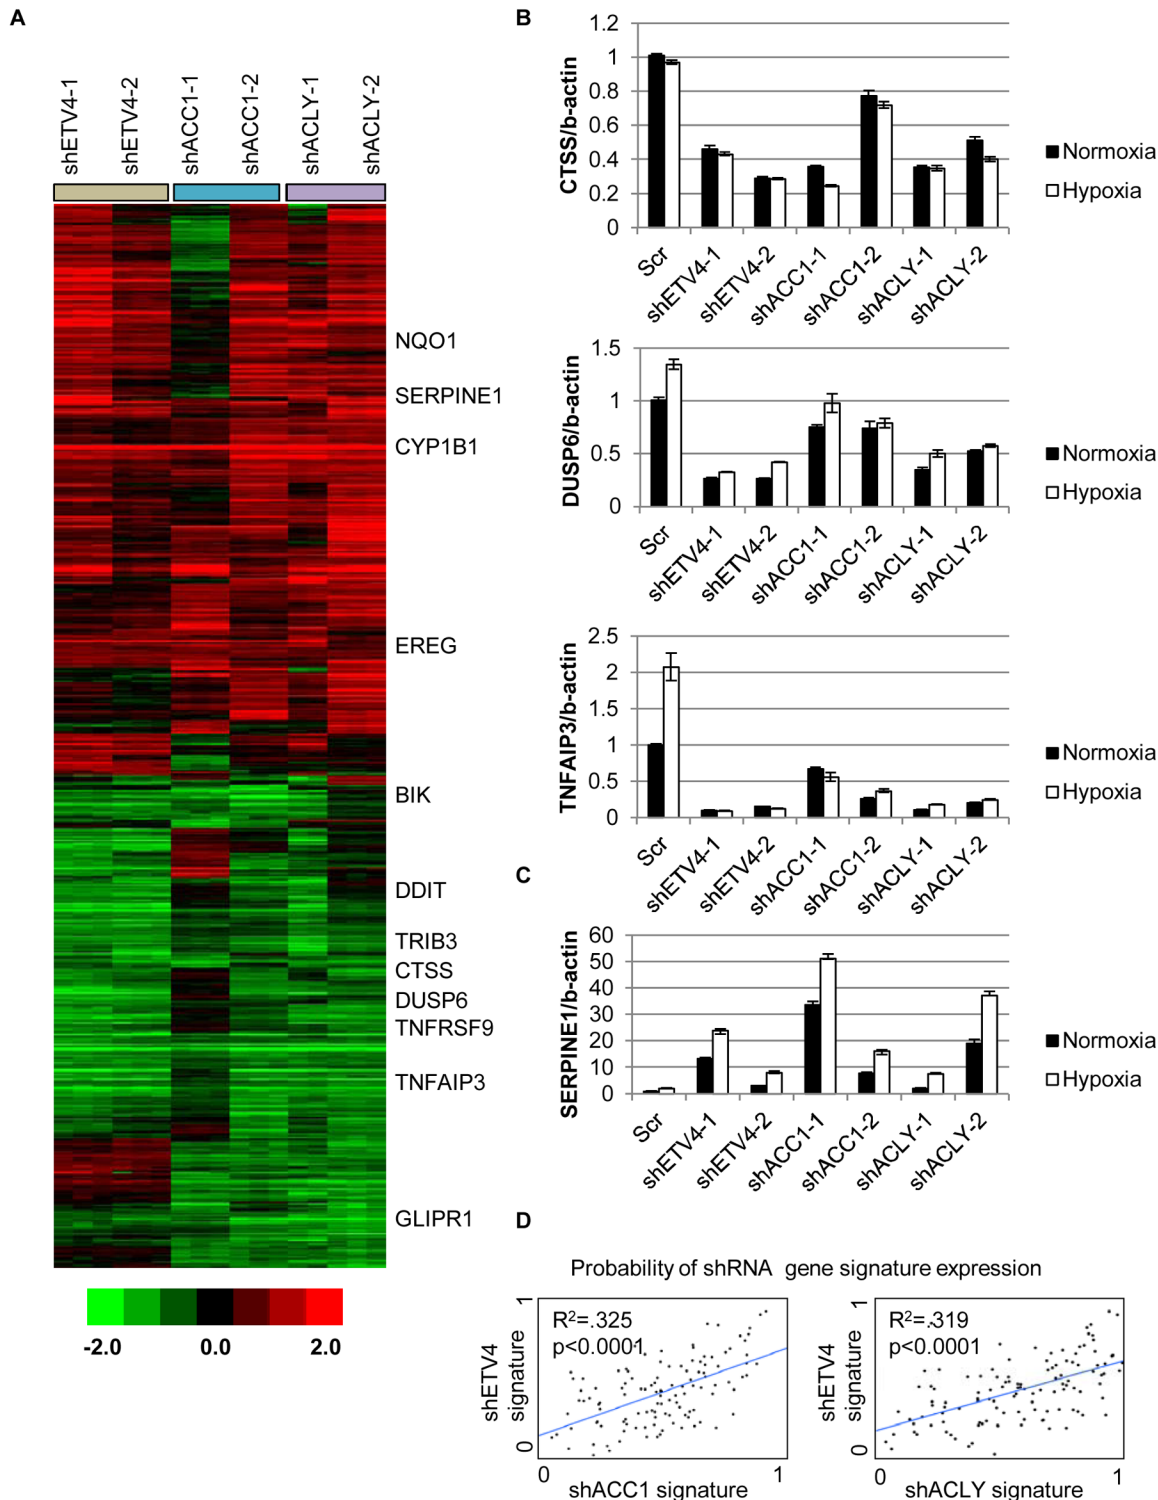 A
shETV4-1
shETV4-2
shACC1-1
shACC1-2
shACLY-1
shACLY-2
NQO1
SERPINE1
CYP1B1
EREG
BIK
DDIT
TRIB3
CTSS
DUSP6
TNFRSF9
TNFAIP3
GLIPR1
-2.0 0.0 2.0
B
CTSS/b-actin
1.2
1
0.8
0.6
0.4
0.2
0
Scr
shETV4-1
shETV4-2
shACC1-1
shACC1-2
shACLY-1
shACLY-2
Normoxia
Hypoxia
DUSP6/b-actin
1.5
1
0.5
0
Scr
shETV4-1
shETV4-2
shACC1-1
shACC1-2
shACLY-1
shACLY-2
Normoxia
Hypoxia
TNFAIP3/b-actin
2.5
2
1.5
1
0.5
0
Scr
shETV4-1
shETV4-2
shACC1-1
shACC1-2
shACLY-1
shACLY-2
Normoxia
Hypoxia
C
SERPINE1/b-actin
60
50
40
30
20
10
0
Scr
shETV4-1
shETV4-2
shACC1-1
shACC1-2
shACLY-1
shACLY-2
Normoxia
Hypoxia
D
Probability of shRNA gene signature expression
shETV4
signature
1
0
R²=.325
p<0.0001
0 1
shACC1 signature
shETV4
signature
1
0
R²=.319
p<0.0001
0 1
shACLY signature